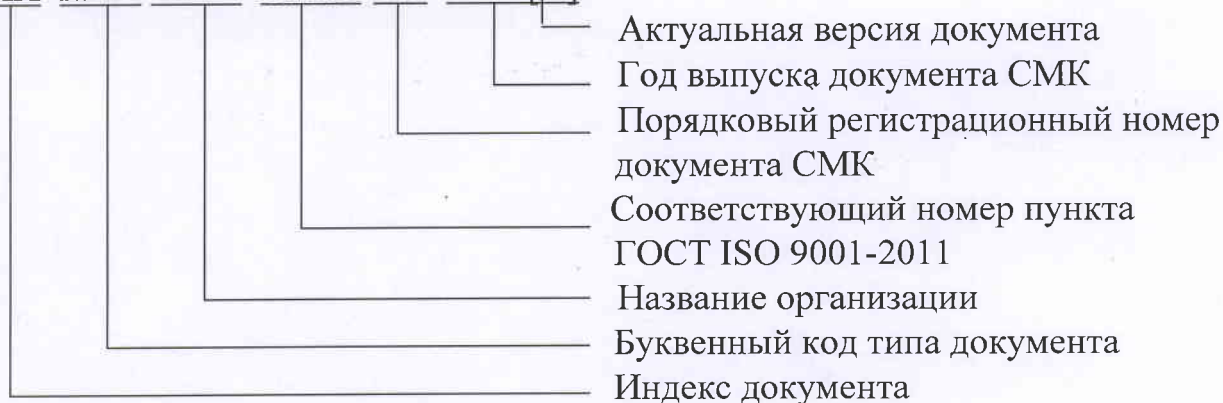 Актуальная версия документа
Год выпуска документа СМК
Порядковый регистрационный номер
документа СМК
Соответствующий номер пункта
ГОСТ ISO 9001-2011
Название организации
Буквенный код типа документа
Индекс документа